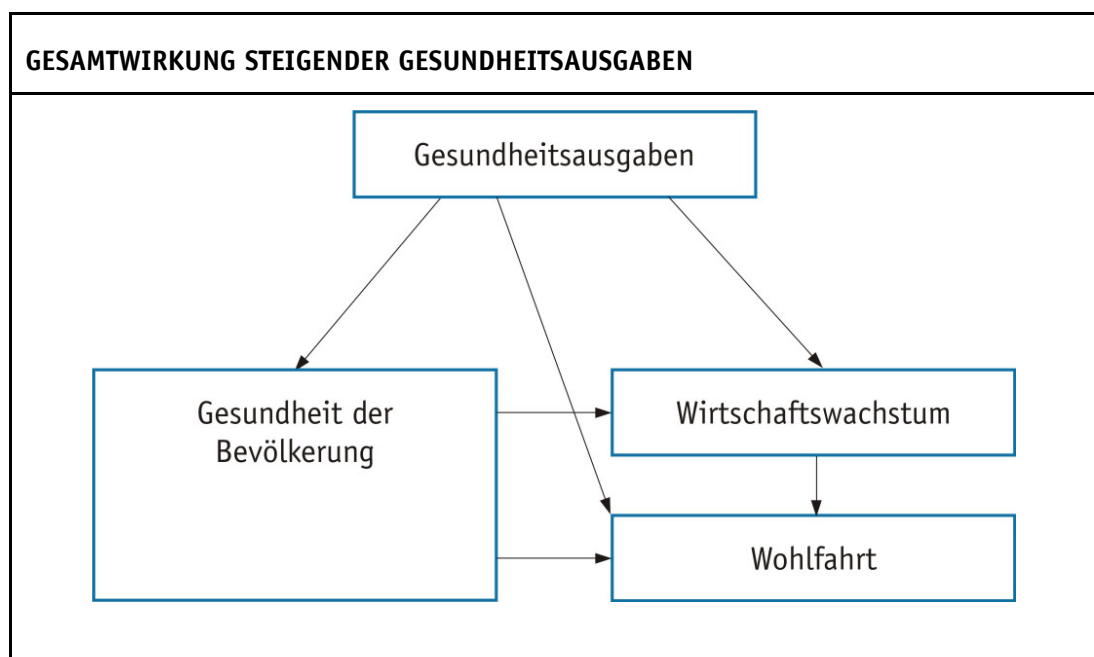 GESAMTWIRKUNG STEIGENDER GESUNDHEITSAUSGABEN
Gesundheitsausgaben
Gesundheit der
Bevölkerung
Wirtschaftswachstum
Wohlfahrt